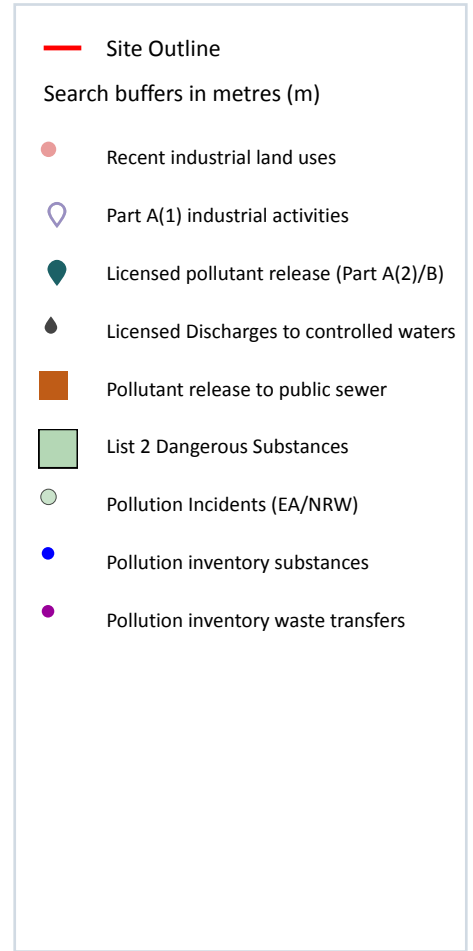 Site Outline
Search buffers in metres (m)
Recent industrial land uses
Part A(1) industrial activities
Licensed pollutant release (Part A(2)/B)
Licensed Discharges to controlled waters
Pollutant release to public sewer
List 2 Dangerous Substances
Pollution Incidents (EA/NRW)
Pollution inventory substances
Pollution inventory waste transfers